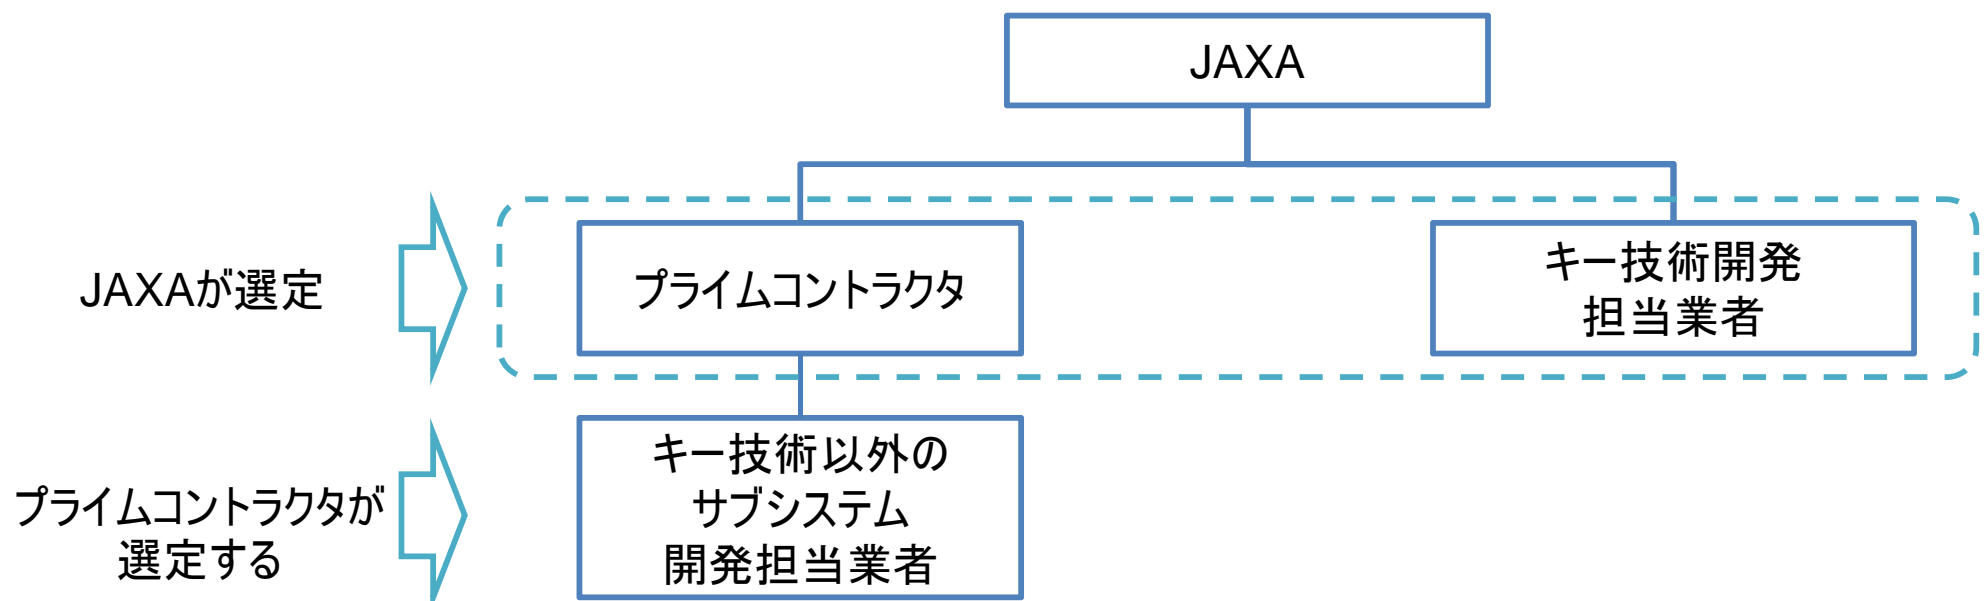 JAXA
JAXAが選定
プライムコントラクタ
キー技術開発
担当業者
プライムコントラクタが
選定する
キー技術以外の
サブシステム
開発担当業者